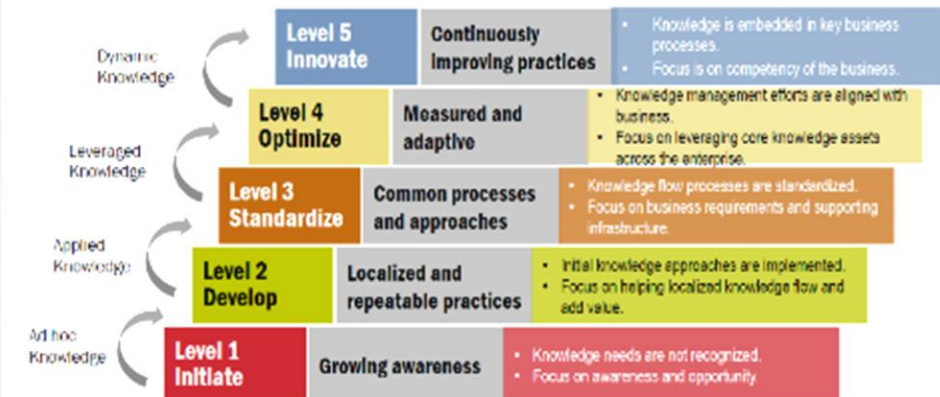 Dynamic
Knowledge
Level 5
Innovate
Continuously
improving practices
• Knowledge is embedded in key business
processes.
• Focus is on competency of the business.
Leveraged
Knowledge
Level 4
Optimize
Measured and
adaptive
• Knowledge management efforts are aligned with
business.
• Focus on leveraging core knowledge assets
across the enterprise.
Applied
Knowledge
Level 3
Standardize
Common processes
and approaches
• Knowledge flow processes are standardized.
• Focus on business requirements and supporting
infrastructure.
Ad hoc
Knowledge
Level 2
Develop
Localized and
repeatable practices
• Initial knowledge approaches are implemented.
• Focus on helping localized knowledge flow and
add value.
Level 1
Initiate
Growing awareness
• Knowledge needs are not recognized.
• Focus on awareness and opportunity.